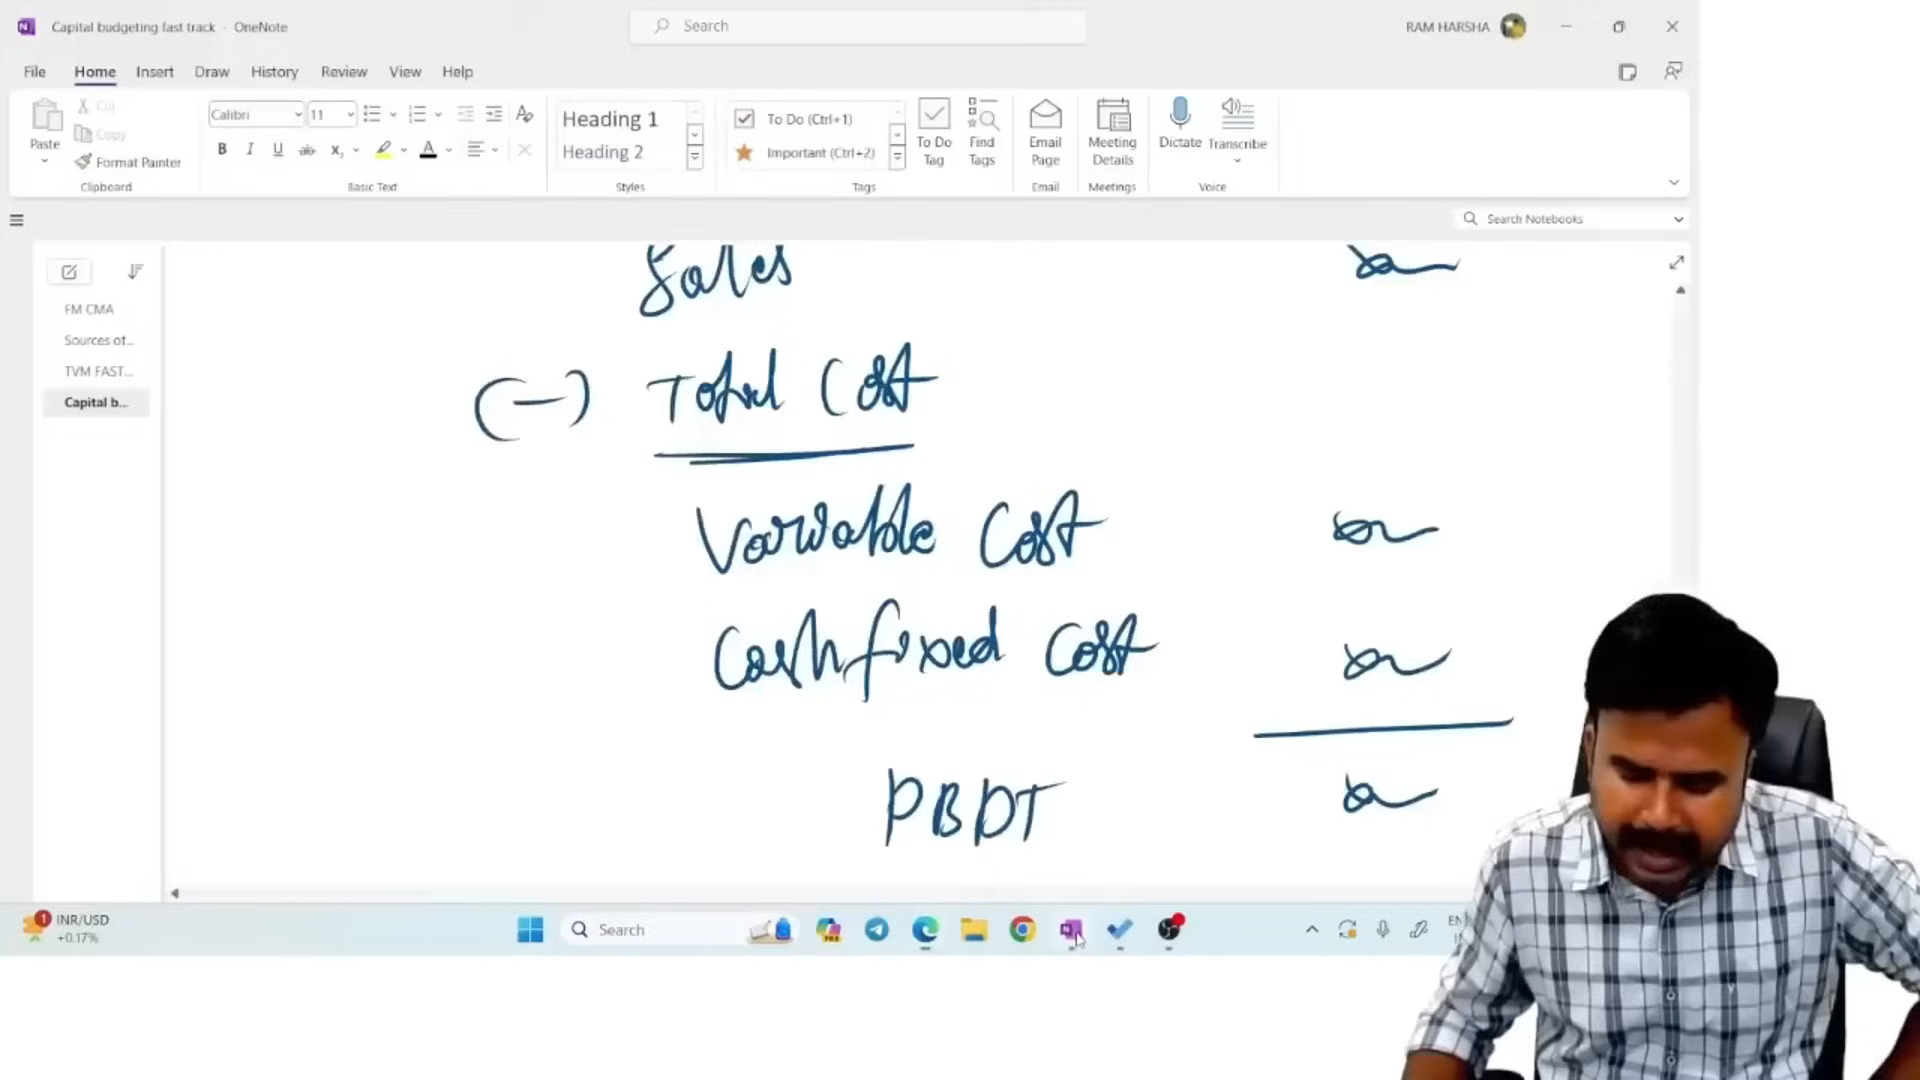 Capital budgeting fast track - OneNote
Search
RAM HARSHA
File Home Insert Draw History Review View Help
Paste
Cut
Copy
Format Painter
Clipboard
Calibri 11
B I U ab x A
Basic Text
Heading 1
Heading 2
Styles
To Do (Ctrl+1)
Important (Ctrl+2)
To Do Tag
Find Tags
Tags
Email Page
Email
Meeting Details
Meetings
Dictate
Transcribe
Voice
Search Notebooks
FM CMA
Sources of...
TVM FAST...
Capital b...
Sales
(-) Total Cost
Variable Cost
Cash fixed Cost
PBDT
1
INR/USD
+0.17%
Search